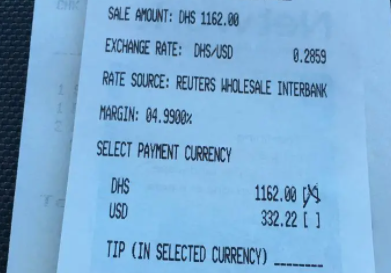 SALE AMOUNT: DHS 1162.00
EXCHANGE RATE: DHS/USD 0.2859
RATE SOURCE: REUTERS WHOLESALE INTERBANK
MARGIN: 04.9900%
SELECT PAYMENT CURRENCY
DHS 1162.00 [X]
USD 332.22 [ ]
TIP (IN SELECTED CURRENCY) ________